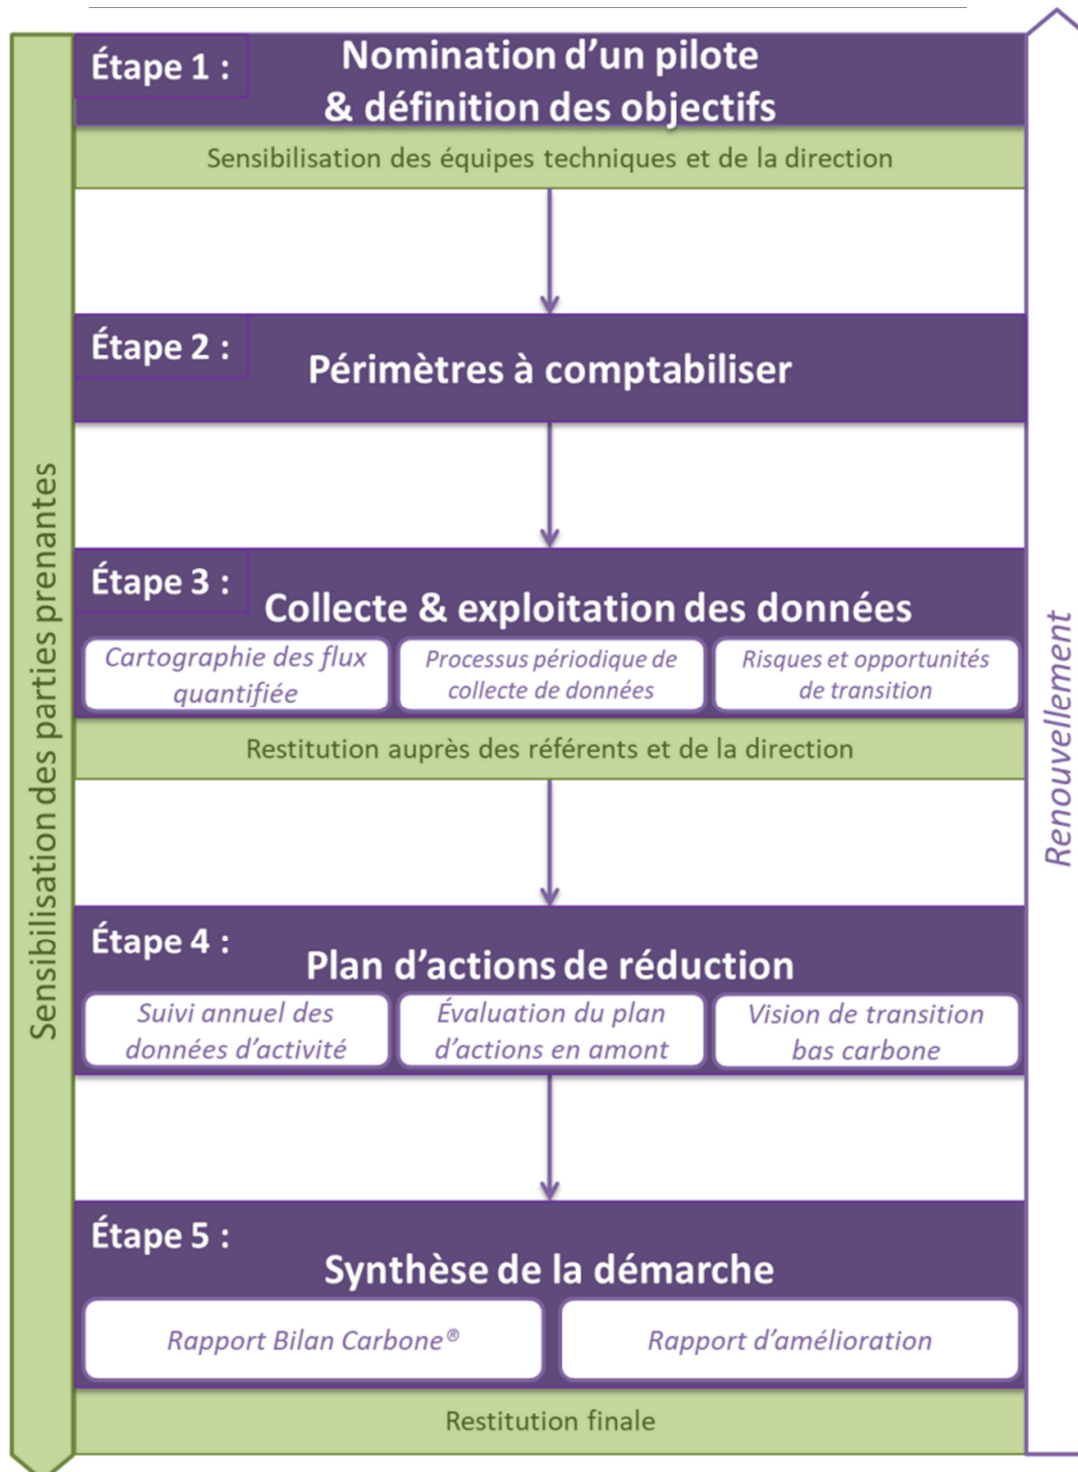 Étape 1 :
Nomination d'un pilote
& définition des objectifs
Sensibilisation des équipes techniques et de la direction
Étape 2 :
Périmètres à comptabiliser
Étape 3 :
Collecte & exploitation des données
Cartographie des flux
quantifiée
Processus périodique de
collecte de données
Risques et opportunités
de transition
Restitution auprès des référents et de la direction
Étape 4 :
Plan d'actions de réduction
Suivi annuel des
données d'activité
Évaluation du plan
d'actions en amont
Vision de transition
bas carbone
Étape 5 :
Synthèse de la démarche
Rapport Bilan Carbone®
Rapport d'amélioration
Restitution finale
Sensibilisation des parties prenantes
Renouvellement